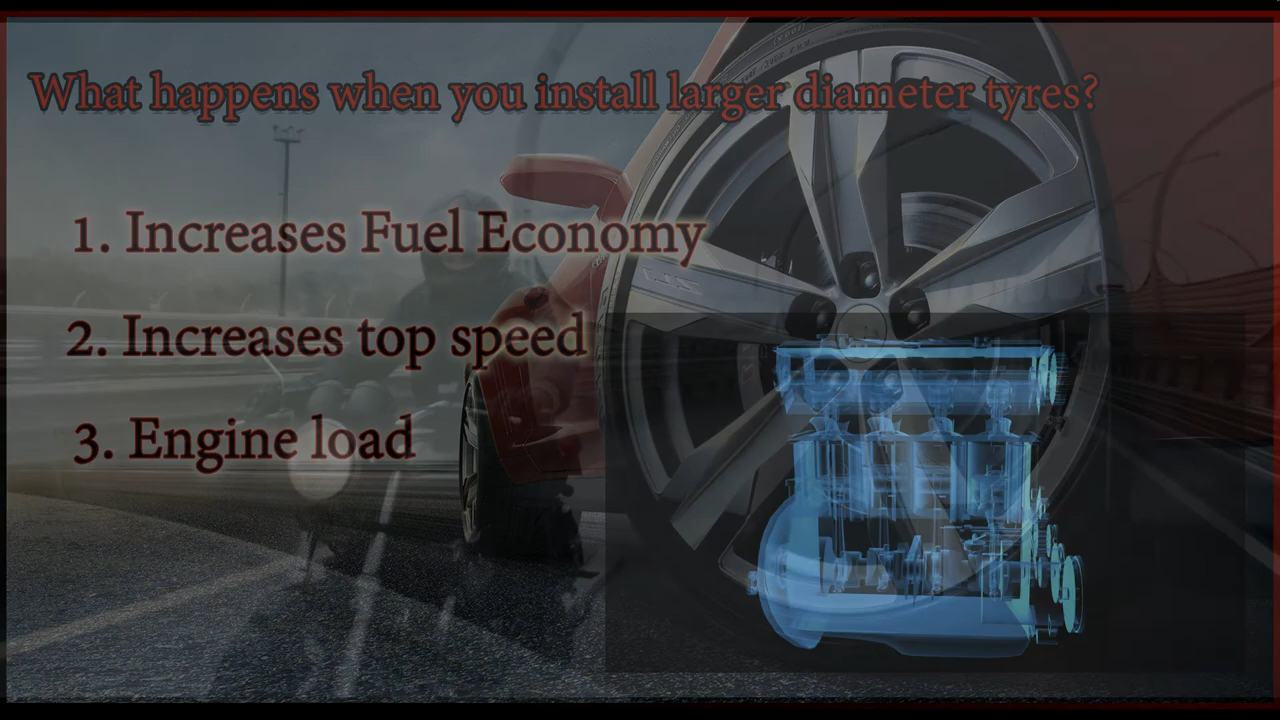 What happens when you install larger diameter tyres?
1. Increases Fuel Economy
2. Increases top speed
3. Engine load